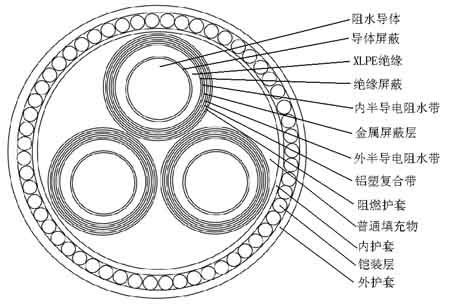 阻水导体
导体屏蔽
XLPE绝缘
绝缘屏蔽
内半导电阻水带
金属屏蔽层
外半导电阻水带
铝塑复合带
阻燃护套
普通填充物
内护套
铠装层
外护套